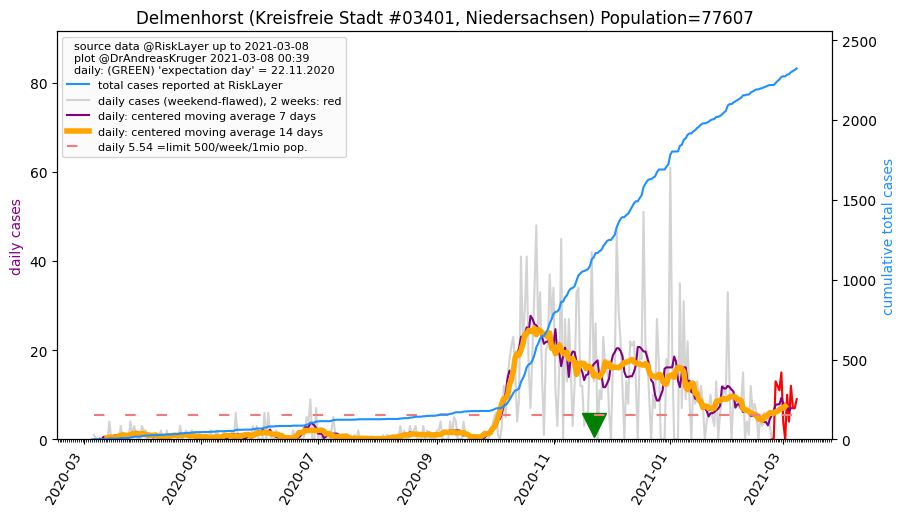 Delmenhorst (Kreisfreie Stadt #03401, Niedersachsen) Population=77607
source data @RiskLayer up to 2021-03-08
plot @DrAndreasKruger 2021-03-08 00:39
daily: (GREEN) 'expectation day' = 22.11.2020
total cases reported at RiskLayer
daily cases (weekend-flawed), 2 weeks: red
daily: centered moving average 7 days
daily: centered moving average 14 days
daily 5.54 =limit 500/week/1mio pop.
daily cases
80
60
40
20
0
cumulative total cases
2500
2000
1500
1000
500
0
2020-03
2020-05
2020-07
2020-09
2020-11
2021-01
2021-03